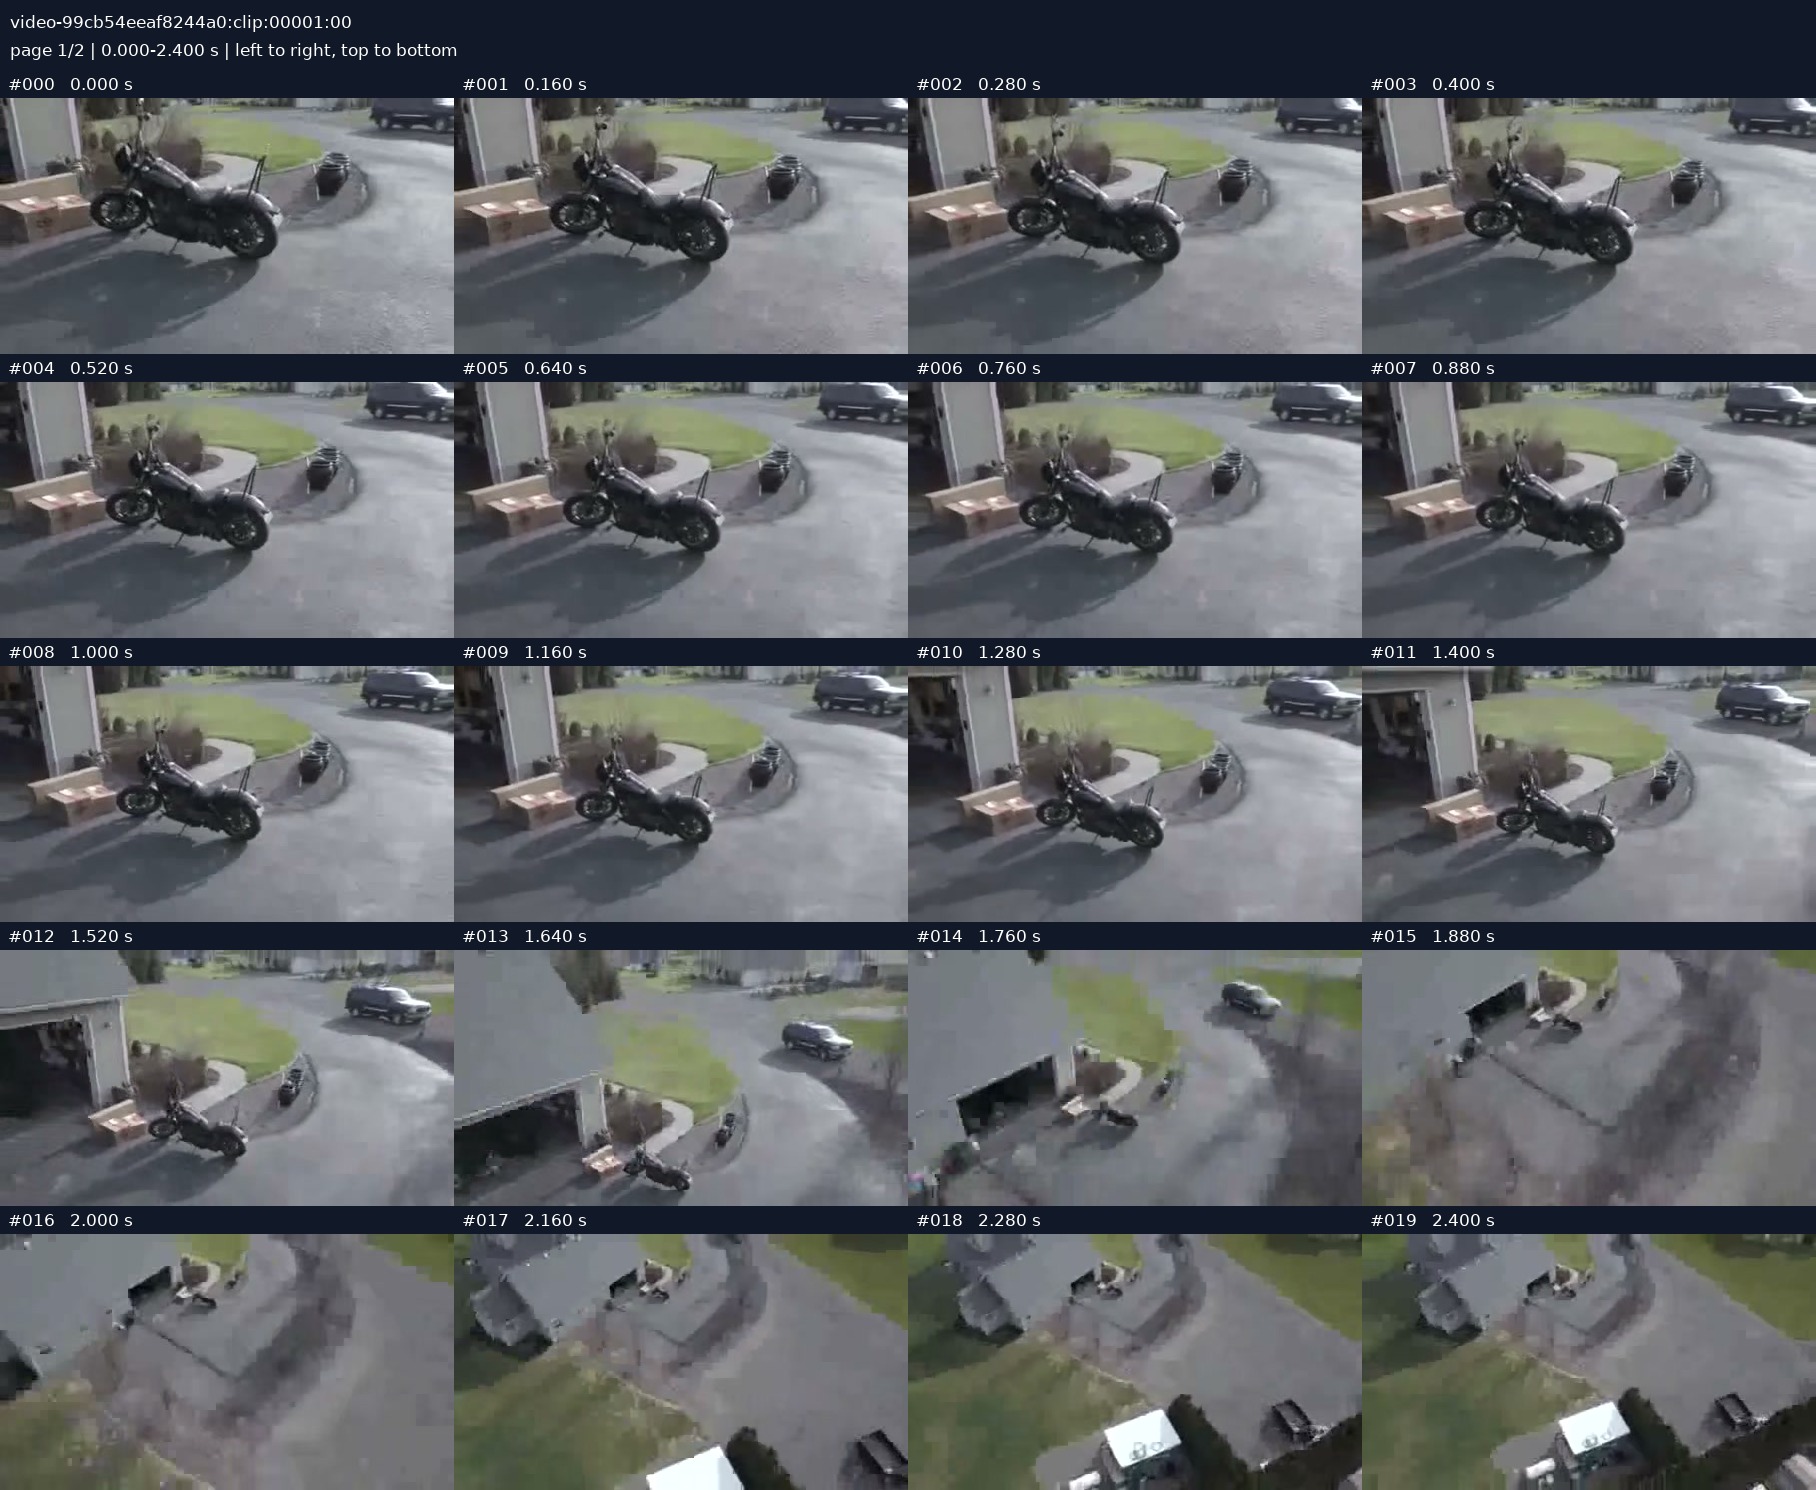 video-99cb54eeaf8244a0:clip:00001:00
page 1/2 | 0.000-2.400 s | left to right, top to bottom
#000 0.000 s
#001 0.160 s
#002 0.280 s
#003 0.400 s
#004 0.520 s
#005 0.640 s
#006 0.760 s
#007 0.880 s
#008 1.000 s
#009 1.160 s
#010 1.280 s
#011 1.400 s
#012 1.520 s
#013 1.640 s
#014 1.760 s
#015 1.880 s
#016 2.000 s
#017 2.160 s
#018 2.280 s
#019 2.400 s